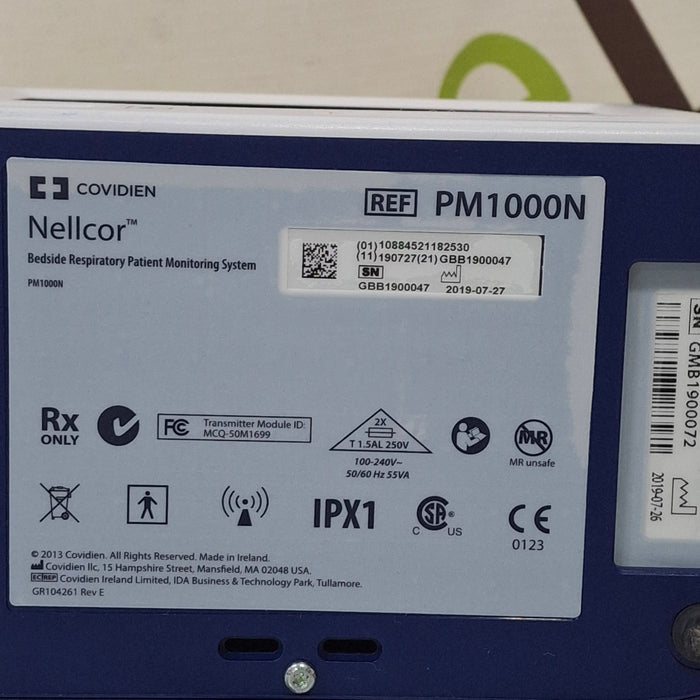 COVIDIEN
REF PM1000N
Nellcor™
Bedside Respiratory Patient Monitoring System
PM1000N
(01)10884521182530
(11)190727(21)GBB1900047
SN
GBB1900047 2019-07-27
Rx
ONLY
FC Transmitter Module ID:
MCQ-50M1699
2X
T 1.5AL 250V
100-240V~
50/60 Hz 55VA
MR
MR unsafe
IPX1
C SA® US
CE
0123
© 2013 Covidien. All Rights Reserved. Made in Ireland.
Covidien llc, 15 Hampshire Street, Mansfield, MA 02048 USA.
EC REP Covidien Ireland Limited, IDA Business & Technology Park, Tullamore.
GR104261 Rev E
SN GMB1900072
2019-07-26